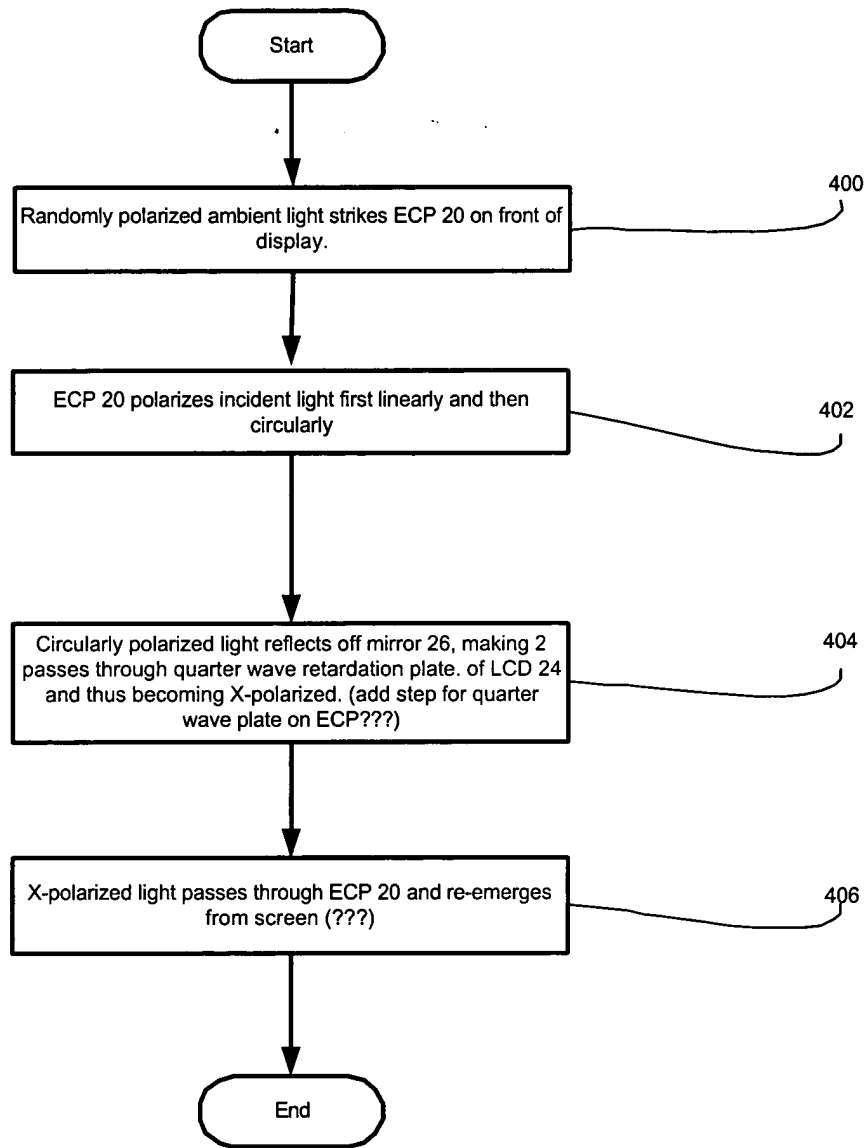 Start
400
Randomly polarized ambient light strikes ECP 20 on front of
display.
402
ECP 20 polarizes incident light first linearly and then
circularly
404
Circularly polarized light reflects off mirror 26, making 2
passes through quarter wave retardation plate. of LCD 24
and thus becoming X-polarized. (add step for quarter
wave plate on ECP???)
406
X-polarized light passes through ECP 20 and re-emerges
from screen (???)
End